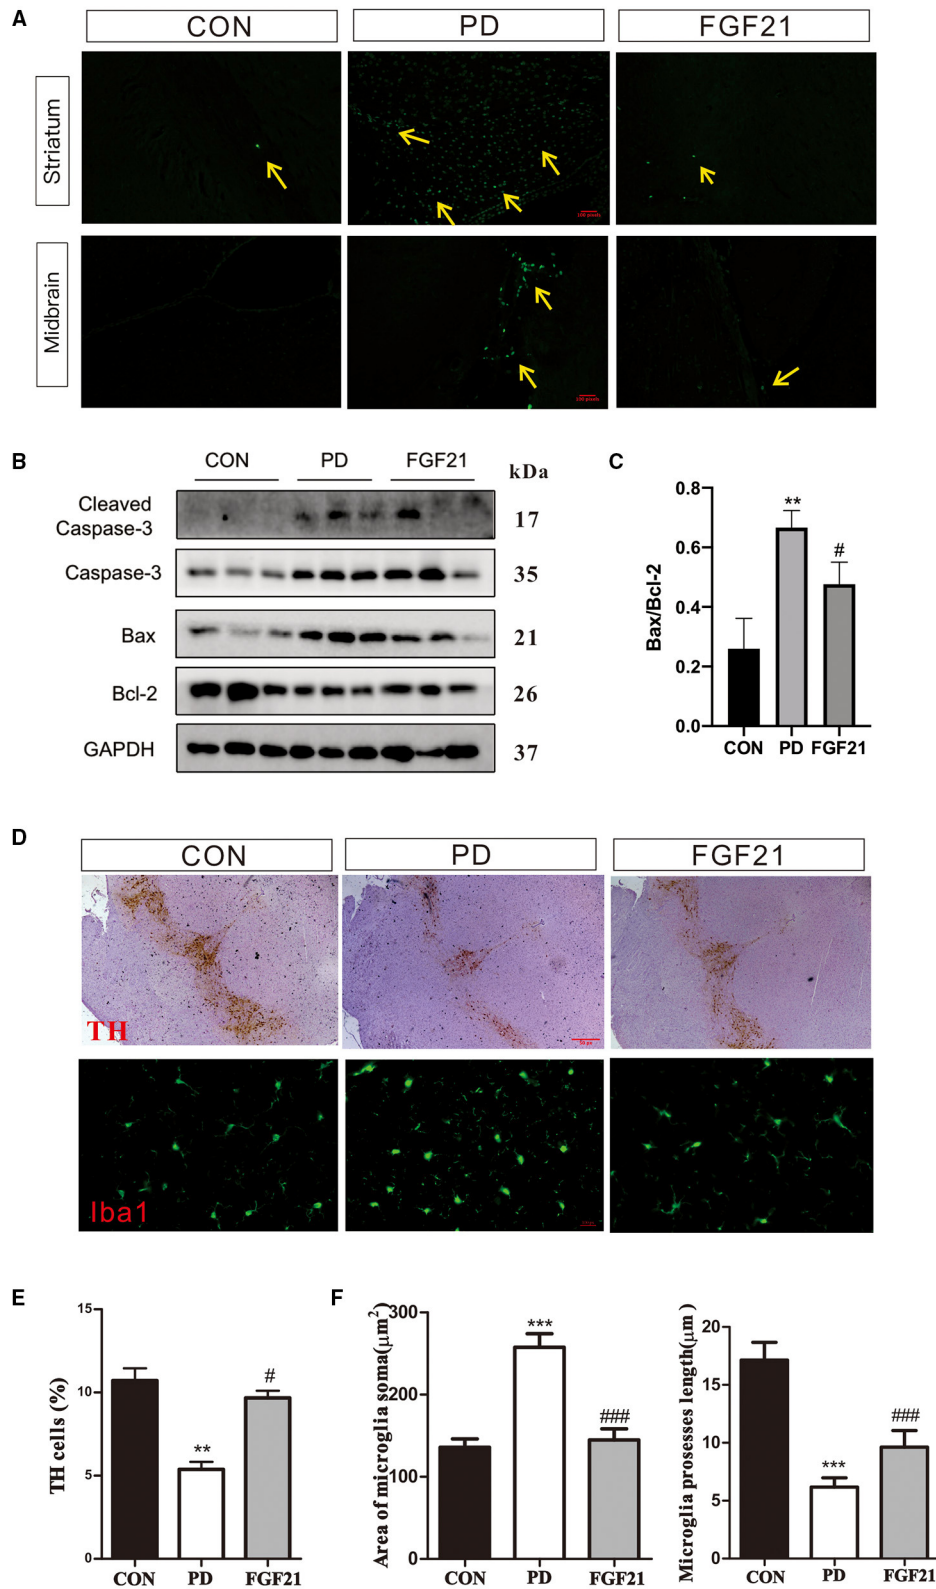 A
CON PD FGF21
Striatum
100 pixels
Midbrain
100 pixels
B
CON PD FGF21 kDa
Cleaved
Caspase-3 17
Caspase-3 35
Bax 21
Bcl-2 26
GAPDH 37
C
Bax/Bcl-2
0.8
0.6
0.4
0.2
0.0
**
#
CON PD FGF21
D
CON PD FGF21
TH
Iba1
E
TH cells (%)
15
10
5
0
**
#
CON PD FGF21
F
Area of microglia soma(μm²)
300
200
100
0
***
###
CON PD FGF21
Microglia prosesses length(μm)
20
15
10
5
0
***
###
CON PD FGF21